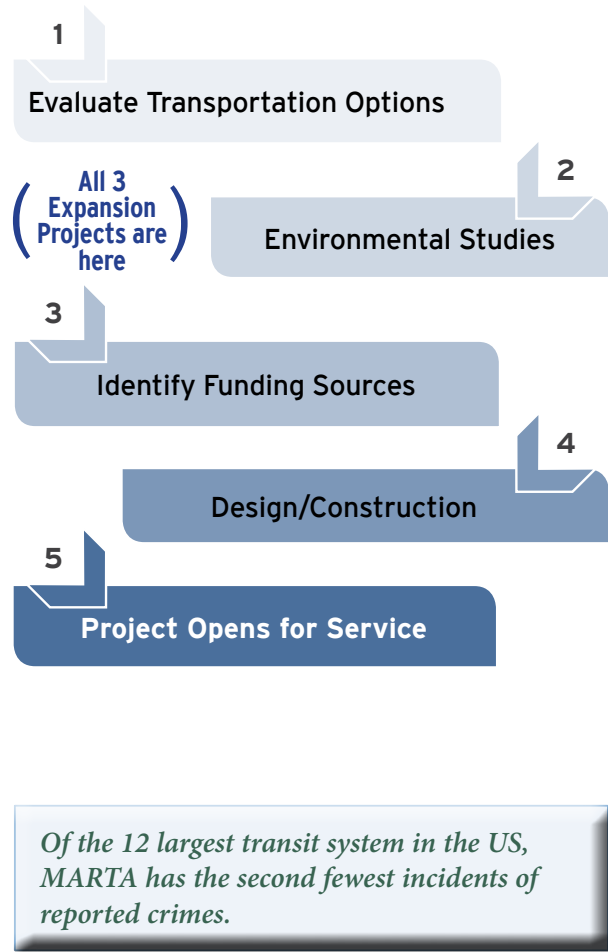 1
Evaluate Transportation Options
2
( All 3
Expansion
Projects are
here )
Environmental Studies
3
Identify Funding Sources
4
Design/Construction
5
Project Opens for Service
Of the 12 largest transit system in the US,
MARTA has the second fewest incidents of
reported crimes.